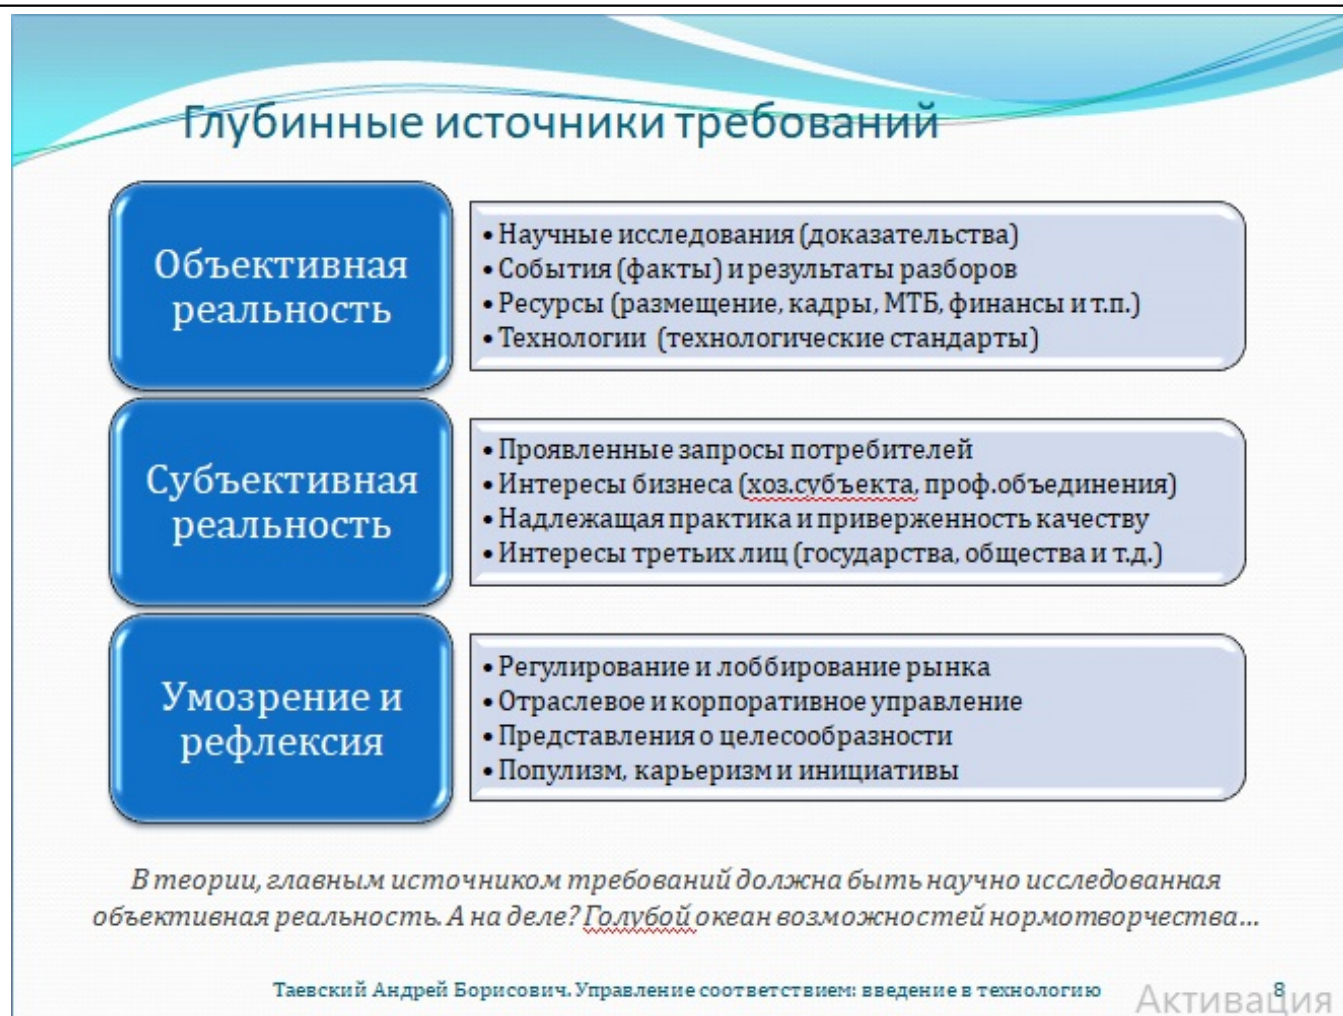 Глубинные источники требований
Объективная
реальность
• Научные исследования (доказательства)
• События (факты) и результаты разборов
• Ресурсы (размещение, кадры, МТБ, финансы и т.п.)
• Технологии (технологические стандарты)
Субъективная
реальность
• Проявленные запросы потребителей
• Интересы бизнеса (хоз.субъекта, проф.объединения)
• Надлежащая практика и приверженность качеству
• Интересы третьих лиц (государства, общества и т.д.)
Умозрение и
рефлексия
• Регулирование и лоббирование рынка
• Отраслевое и корпоративное управление
• Представления о целесообразности
• Популизм, карьеризм и инициативы
В теории, главным источником требований должна быть научно исследованная
объективная реальность. А на деле? Голубой океан возможностей нормотворчества...
Таевский Андрей Борисович. Управление соответствием: введение в технологию
8
Активация